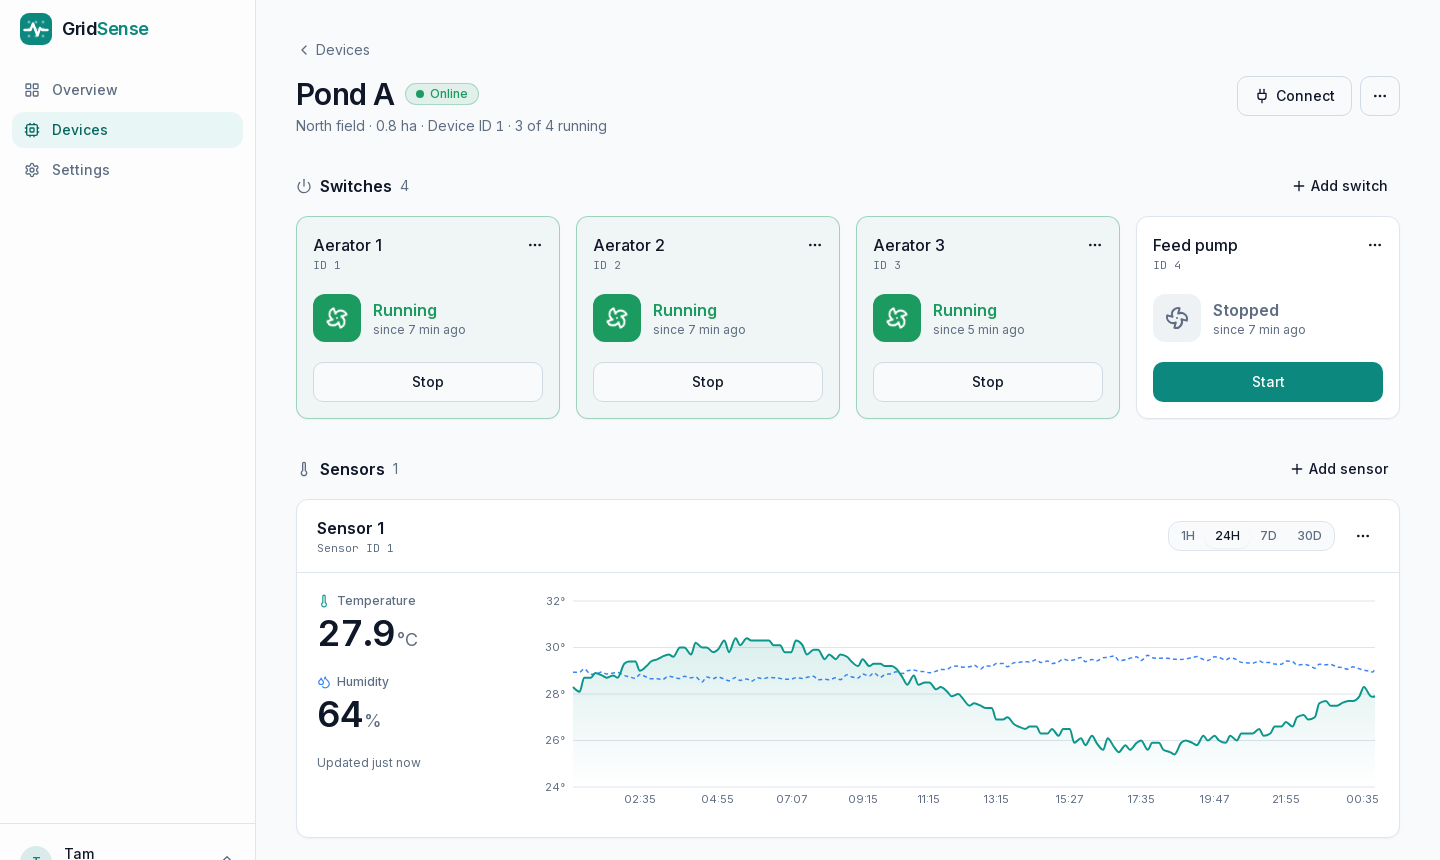 GridSense
Overview
Devices
Settings
Tam
Devices
Pond A
Online
North field · 0.8 ha · Device ID 1 · 3 of 4 running
Connect
Switches 4
Add switch
Aerator 1
ID 1
Running
since 7 min ago
Stop
Aerator 2
ID 2
Running
since 7 min ago
Stop
Aerator 3
ID 3
Running
since 5 min ago
Stop
Feed pump
ID 4
Stopped
since 7 min ago
Start
Sensors 1
Add sensor
Sensor 1
Sensor ID 1
1H 24H 7D 30D
Temperature
27.9°C
Humidity
64%
Updated just now
32°
30°
28°
26°
24°
02:35 04:55 07:07 09:15 11:15 13:15 15:27 17:35 19:47 21:55 00:35